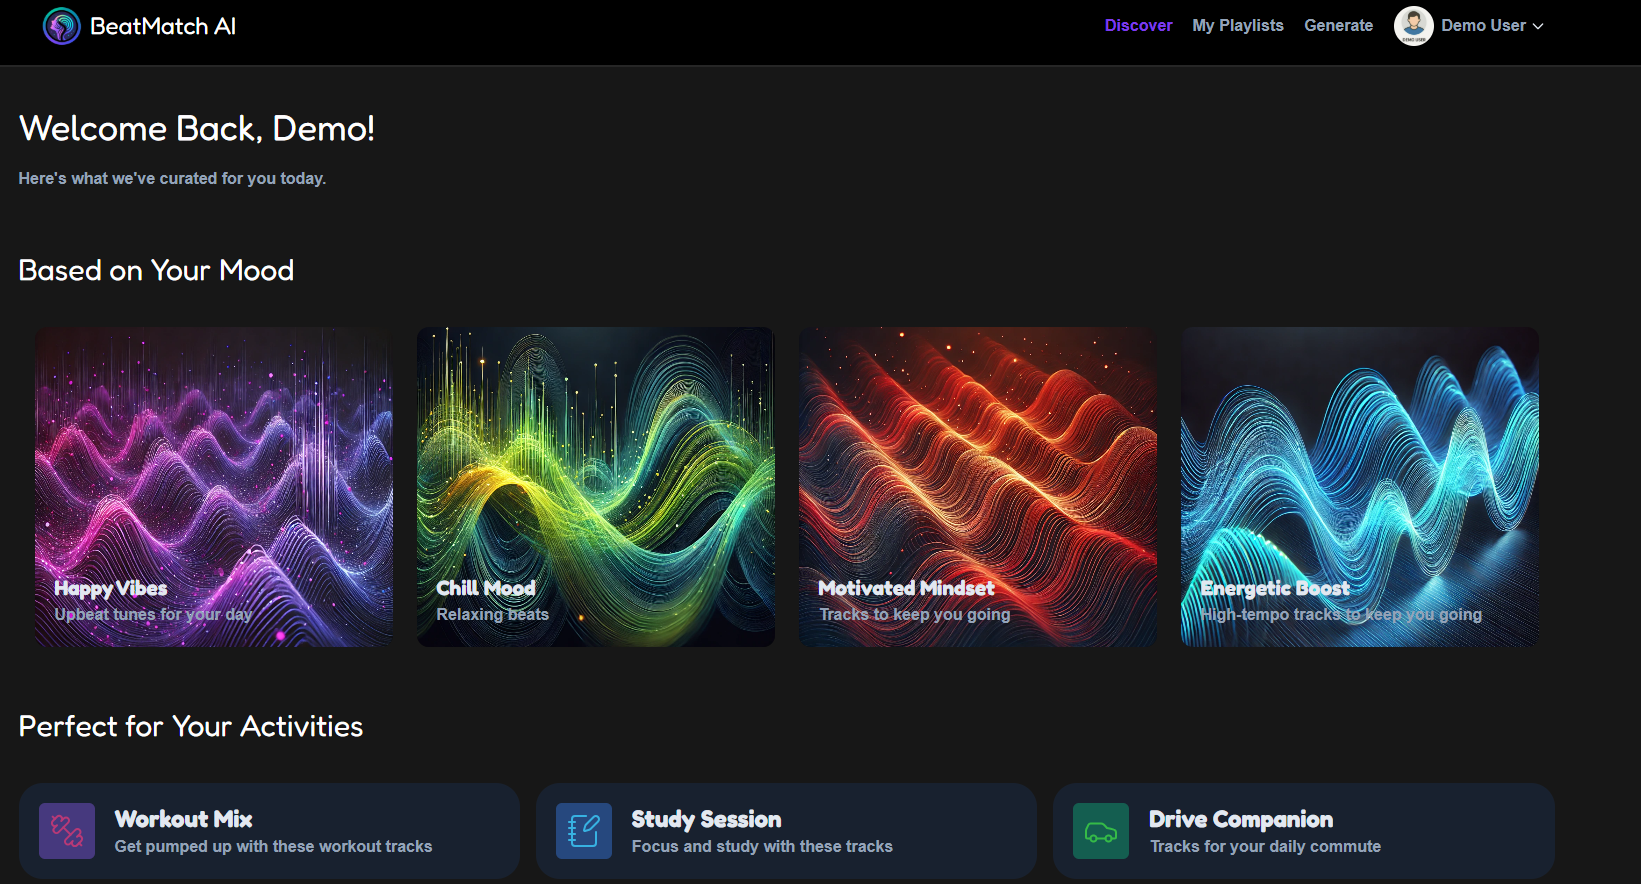 BeatMatch AI
Discover
My Playlists
Generate
DEMO USER
Demo User
Welcome Back, Demo!
Here's what we've curated for you today.
Based on Your Mood
Happy Vibes
Upbeat tunes for your day
Chill Mood
Relaxing beats
Motivated Mindset
Tracks to keep you going
Energetic Boost
High-tempo tracks to keep you going
Perfect for Your Activities
Workout Mix
Get pumped up with these workout tracks
Study Session
Focus and study with these tracks
Drive Companion
Tracks for your daily commute